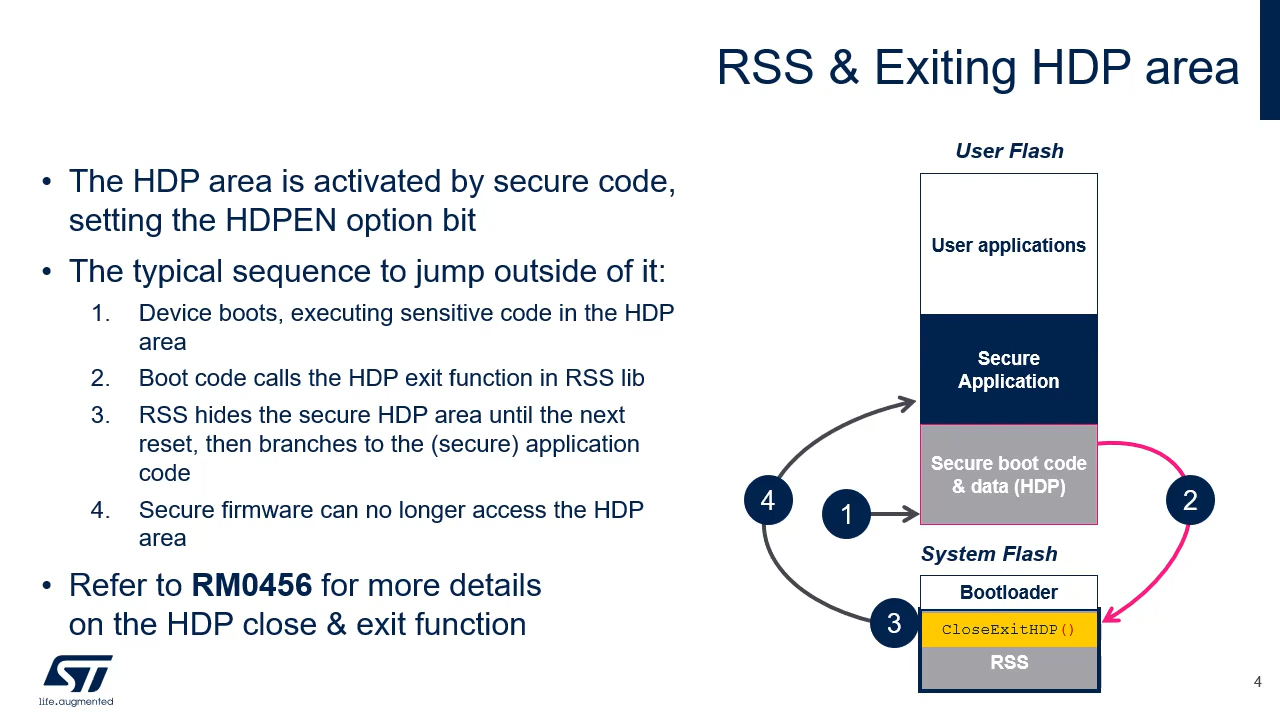 RSS & Exiting HDP area
• The HDP area is activated by secure code,
setting the HDPEN option bit
• The typical sequence to jump outside of it:
1. Device boots, executing sensitive code in the HDP
area
2. Boot code calls the HDP exit function in RSS lib
3. RSS hides the secure HDP area until the next
reset, then branches to the (secure) application
code
4. Secure firmware can no longer access the HDP
area
• Refer to RM0456 for more details
on the HDP close & exit function
User Flash
User applications
Secure
Application
Secure boot code
& data (HDP)
4
1
2
System Flash
Bootloader
3
CloseExitHDP()
RSS
ST
life.augmented
4